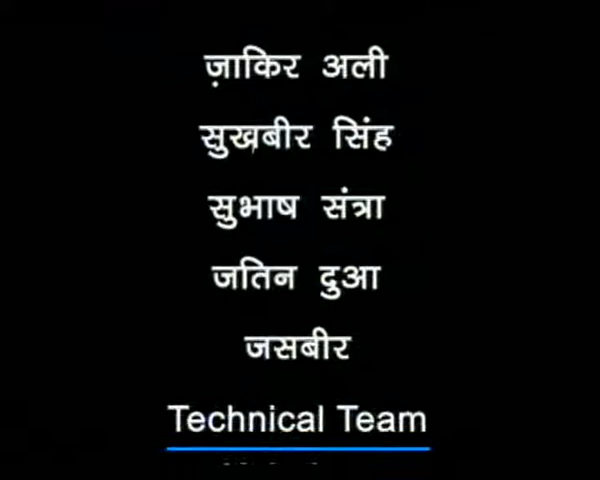 ज़ाकिर अली
सुखबीर सिंह
सुभाष संत्रा
जतिन दुआ
जसबीर
Technical Team